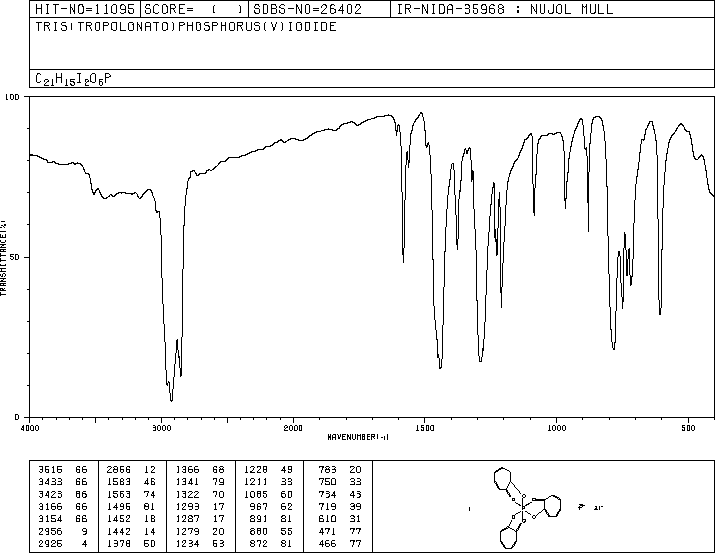 HIT-NO=11095 SCORE= ( ) SDBS-NO=26402 IR-NIDA-35968 : NUJOL MULL
TRIS(TROPOLONATO)PHOSPHORUS(V)IODIDE
C21H15I2O6P
100
50
0
TRANSMITTANCE(%)
4000 3000 2000 1500 1000 500
WAVENUMBER(-1)
3515 66 2866 12 1366 68 1228 49 783 20
3433 66 1583 46 1341 79 1211 33 750 33
3423 66 1563 74 1322 70 1085 60 734 43
3166 66 1496 81 1293 17 967 62 719 39
3154 66 1452 18 1287 17 891 81 610 31
2956 9 1442 14 1279 20 880 55 471 77
2925 4 1378 50 1234 53 872 81 466 77